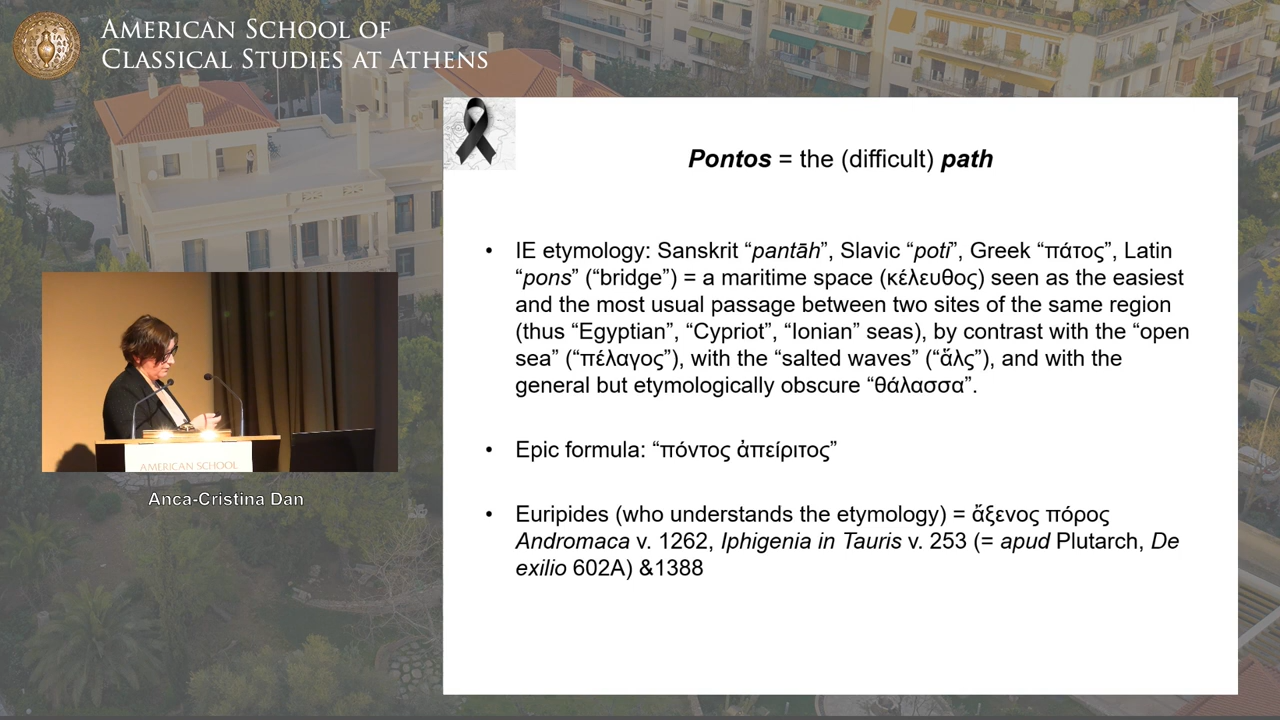 AMERICAN SCHOOL OF
CLASSICAL STUDIES AT ATHENS
Pontos = the (difficult) path
• IE etymology: Sanskrit “pantāh”, Slavic “poti”, Greek “πάτος”, Latin
“pons” (“bridge”) = a maritime space (κέλευθος) seen as the easiest
and the most usual passage between two sites of the same region
(thus “Egyptian”, “Cypriot”, “Ionian” seas), by contrast with the “open
sea” (“πέλαγος”), with the “salted waves” (“ἅλς”), and with the
general but etymologically obscure “θάλασσα”.
• Epic formula: “πόντος ἀπείριτος”
• Euripides (who understands the etymology) = ἄξενος πόρος
Andromaca v. 1262, Iphigenia in Tauris v. 253 (= apud Plutarch, De
exilio 602A) &1388
AMERICAN SCHOOL
Anca-Cristina Dan